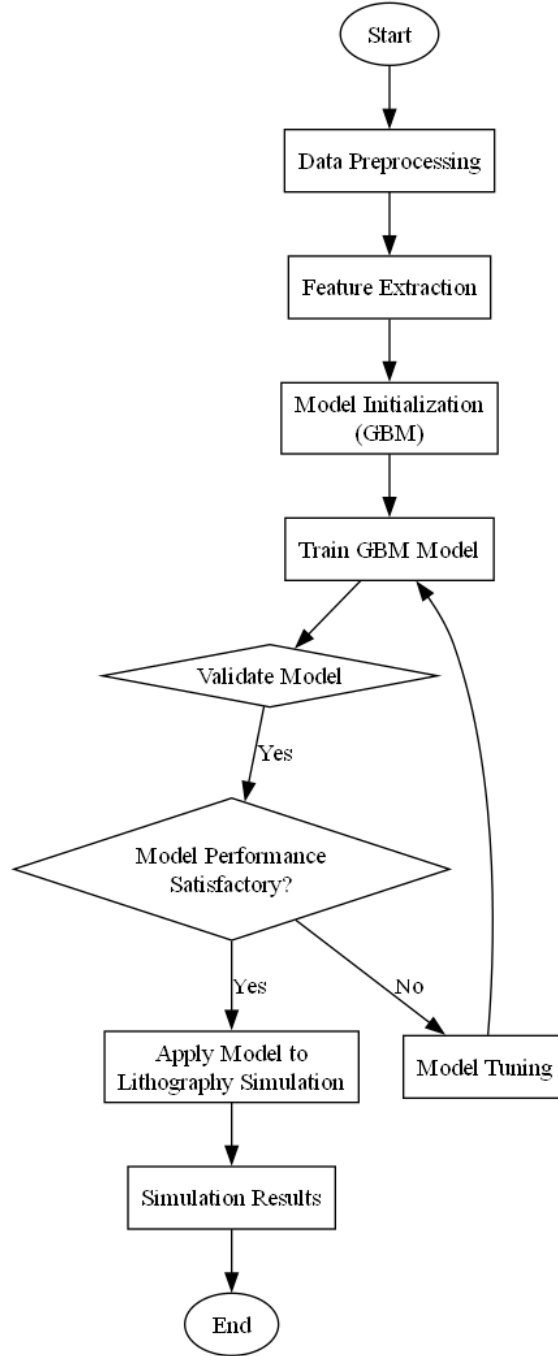 Start
Data Preprocessing
Feature Extraction
Model Initialization
(GBM)
Train GBM Model
Validate Model
Yes
Model Performance
Satisfactory?
Yes
No
Apply Model to
Lithography Simulation
Model Tuning
Simulation Results
End